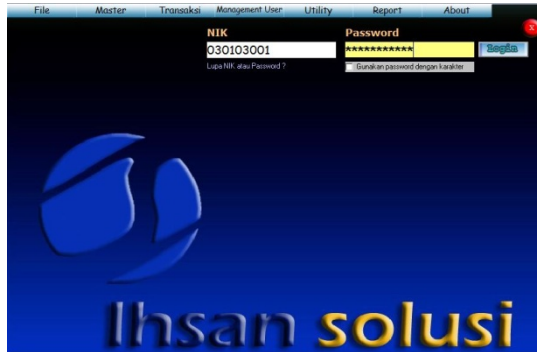 File Master Transaksi Management User Utility Report About
x
NIK Password
030103001 *********** Login
Lupa NIK atau Password ? Gunakan password dengan karakter
Ihsan solusi